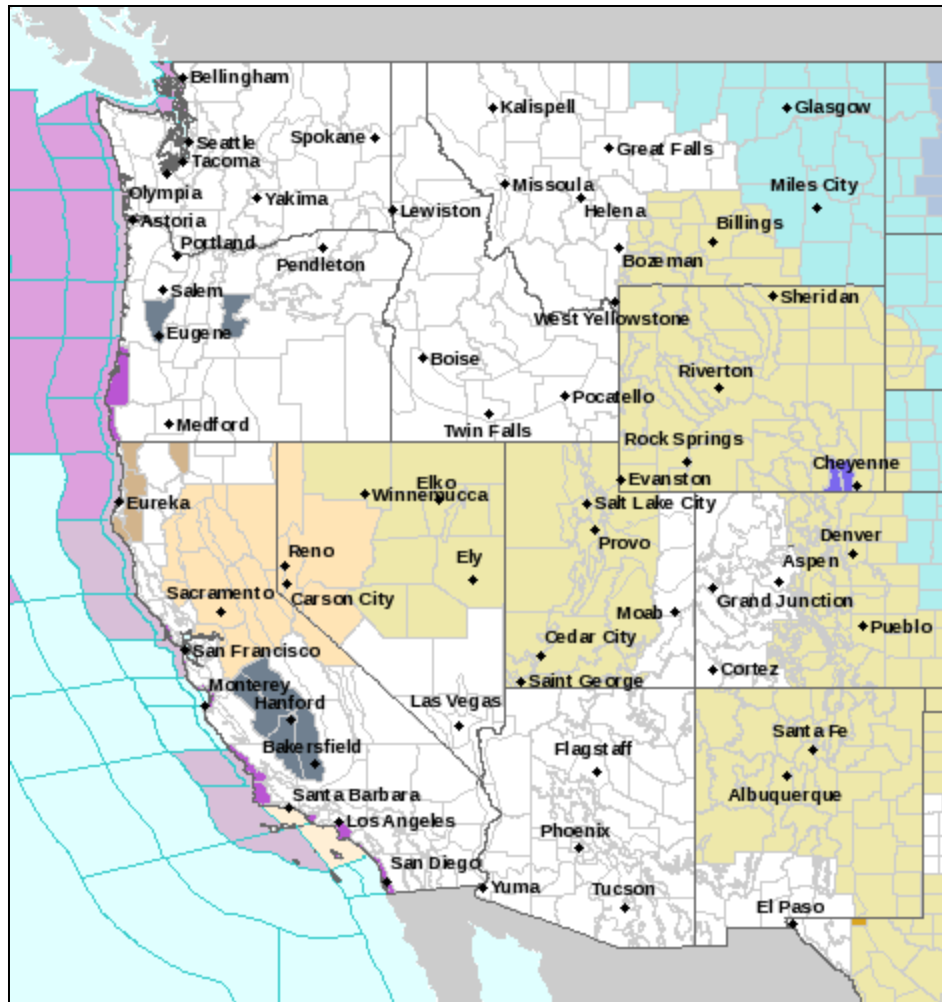 Bellingham
Kalispell
Glasgow
Seattle
Spokane
Great Falls
Tacoma
Olympia
Yakima
Missoula
Miles City
Helena
Lewiston
Astoria
Billings
Portland
Pendleton
Bozeman
Salem
Sheridan
West Yellowstone
Eugene
Boise
Riverton
Pocatello
Medford
Twin Falls
Rock Springs
Cheyenne
Elko
Evanston
Eureka
Winnemucca
Salt Lake City
Provo
Denver
Reno
Ely
Aspen
Sacramento
Carson City
Moab
Grand Junction
Pueblo
Cedar City
San Francisco
Cortez
Saint George
Monterey
Hanford
Las Vegas
Santa Fe
Bakersfield
Flagstaff
Santa Barbara
Albuquerque
Los Angeles
Phoenix
San Diego
Yuma
Tucson
El Paso